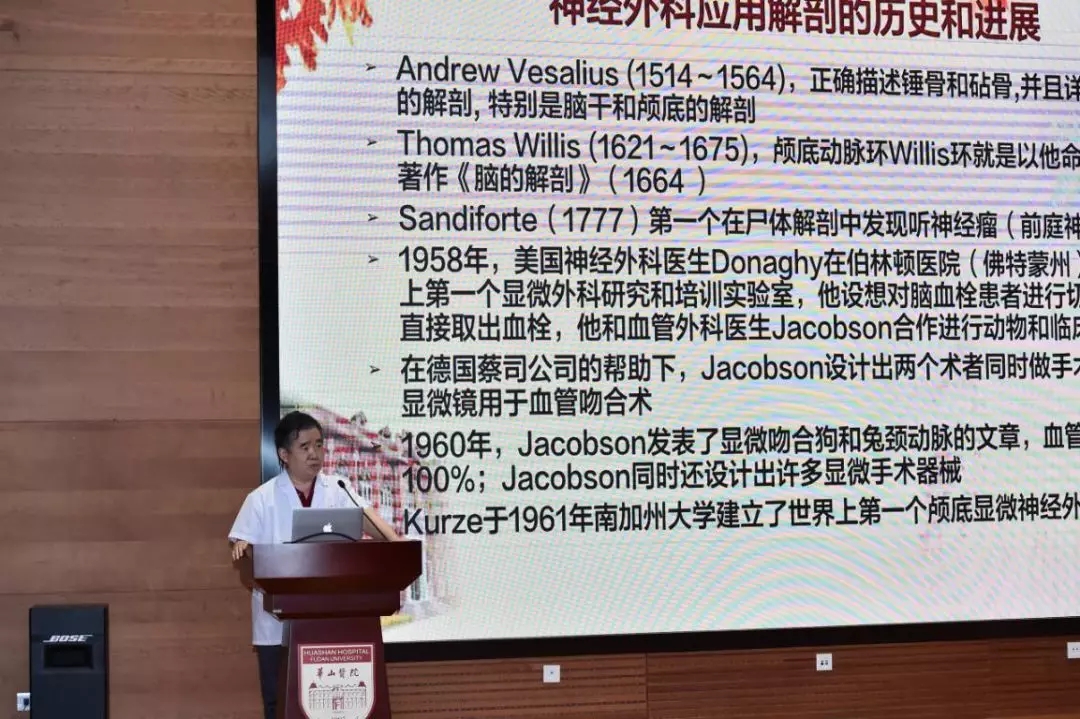 神经外科应用解剖的历史和进展
➢ Andrew Vesalius (1514~1564)，正确描述锤骨和砧骨,并且详
的解剖, 特别是脑干和颅底的解剖
➢ Thomas Willis (1621~1675)，颅底动脉环Willis环就是以他命
著作《脑的解剖》（1664 ）
➢ Sandiforte（1777）第一个在尸体解剖中发现听神经瘤（前庭神
➢ 1958年，美国神经外科医生Donaghy在伯林顿医院（佛特蒙州）
上第一个显微外科研究和培训实验室，他设想对脑血栓患者进行切
直接取出血栓，他和血管外科医生Jacobson合作进行动物和临床
➢ 在德国蔡司公司的帮助下，Jacobson设计出两个术者同时做手术
显微镜用于血管吻合术
➢ 1960年，Jacobson发表了显微吻合狗和兔颈动脉的文章，血管
100%；Jacobson同时还设计出许多显微手术器械
Kurze于1961年南加州大学建立了世界上第一个颅底显微神经外
BOSE
HUASHAN HOSPITAL
FUDAN UNIVERSITY
華山醫院
1907